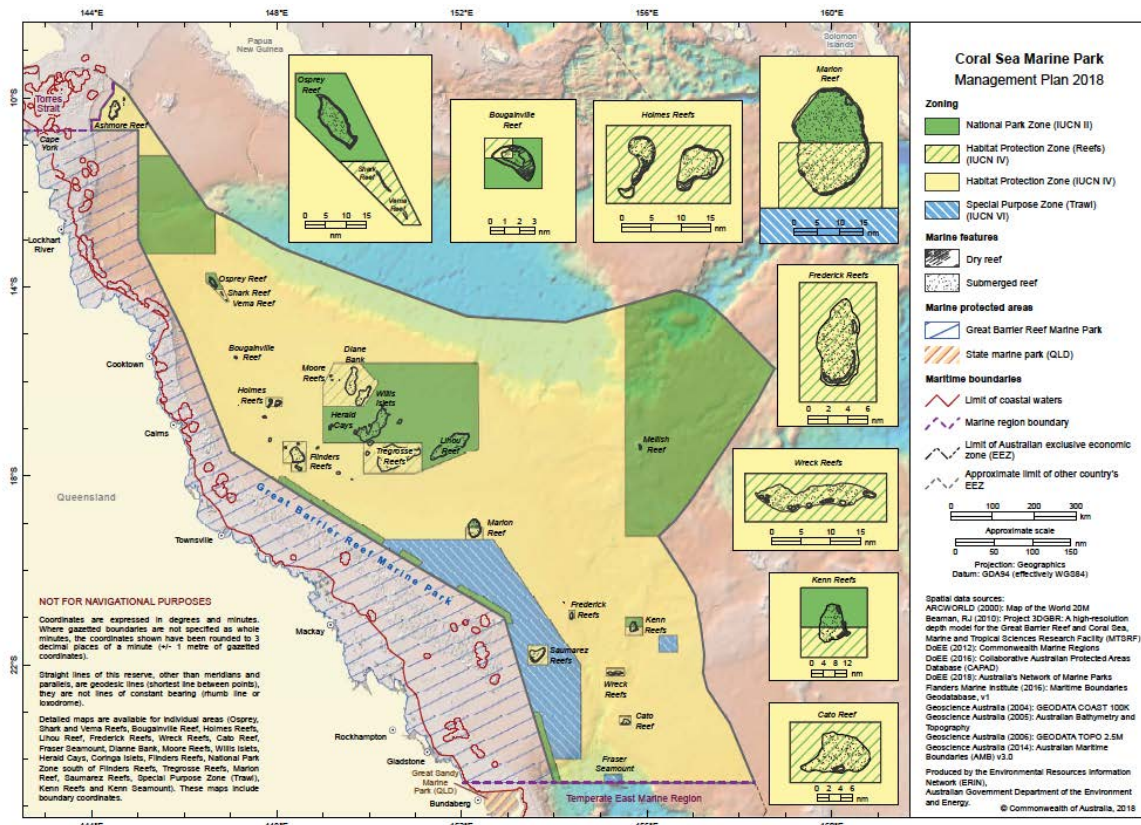 144°E
148°E
152°E
156°E
160°E
10°S
14°S
18°S
22°S
Papua
New Guinea
Solomon
Islands
Torres
Strait
Cape
York
Ashmore Reef
Lockhart
River
Cooktown
Cairns
Queensland
Townsville
Mackay
Rockhampton
Gladstone
Great Sandy
Marine
Park (QLD)
Bundaberg
Great Barrier Reef Marine Park
Temperate East Marine Region
Osprey Reef
Shark Reef
Vema Reef
Bougainville
Reef
Diane
Bank
Moore
Reefs
Willis
Islets
Holmes
Reefs
Herald
Cays
Lihou
Reef
Tregrosse
Reefs
Flinders
Reefs
Mellish
Reef
Marion
Reef
Frederick
Reefs
Kenn
Reefs
Saumarez
Reefs
Wreck
Reefs
Cato
Reef
Fraser
Seamount
Osprey
Reef
Shark
Reef
Vema
Reef
0 5 10 15
nm
Bougainville
Reef
0 1 2 3
nm
Holmes Reefs
0 5 10 15
nm
Marion
Reef
0 5 10 15
nm
Frederick Reefs
0 2 4 6
nm
Wreck Reefs
0 5 10 15
nm
Kenn Reefs
0 4 8 12
nm
Cato Reef
0 2 4 6
nm
NOT FOR NAVIGATIONAL PURPOSES
Coordinates are expressed in degrees and minutes.
Where gazetted boundaries are not specified as whole
minutes, the coordinates shown have been rounded to 3
decimal places of a minute (+/- 1 metre of gazetted
coordinates).
Straight lines of this reserve, other than meridians and
parallels, are geodesic lines (shortest line between points),
they are not lines of constant bearing (rhumb line or
loxodrome).
Detailed maps are available for individual areas (Osprey,
Shark and Vema Reefs, Bougainville Reef, Holmes Reefs,
Lihou Reef, Frederick Reefs, Wreck Reefs, Cato Reef,
Fraser Seamount, Dianne Bank, Moore Reefs, Willis Islets,
Herald Cays, Coringa Islets, Flinders Reefs, National Park
Zone south of Flinders Reefs, Tregrosse Reefs, Marion
Reef, Saumarez Reefs, Special Purpose Zone (Trawl),
Kenn Reefs and Kenn Seamount). These maps include
boundary coordinates.
Coral Sea Marine Park
Management Plan 2018
Zoning
National Park Zone (IUCN II)
Habitat Protection Zone (Reefs)
(IUCN IV)
Habitat Protection Zone (IUCN IV)
Special Purpose Zone (Trawl)
(IUCN VI)
Marine features
Dry reef
Submerged reef
Marine protected areas
Great Barrier Reef Marine Park
State marine park (QLD)
Maritime boundaries
Limit of coastal waters
Marine region boundary
Limit of Australian exclusive economic
zone (EEZ)
Approximate limit of other country's
EEZ
0 100 200 300
km
Approximate scale
0 50 100 150
nm
Projection: Geographics
Datum: GDA94 (effectively WGS84)
Spatial data sources:
ARCWORLD (2000): Map of the World 20M
Beaman, RJ (2010): Project 3DGBR: A high-resolution
depth model for the Great Barrier Reef and Coral Sea,
Marine and Tropical Sciences Research Facility (MTSRF)
DoEE (2012): Commonwealth Marine Regions
DoEE (2016): Collaborative Australian Protected Areas
Database (CAPAD)
DoEE (2018): Australia's Network of Marine Parks
Flanders Marine Institute (2016): Maritime Boundaries
Geodatabase, v1
Geoscience Australia (2004): GEODATA COAST 100K
Geoscience Australia (2005): Australian Bathymetry and
Topography
Geoscience Australia (2006): GEODATA TOPO 2.5M
Geoscience Australia (2014): Australian Maritime
Boundaries (AMB) v3.0
Produced by the Environmental Resources Information
Network (ERIN),
Australian Government Department of the Environment
and Energy.
© Commonwealth of Australia, 2018
144°E
148°E
152°E
156°E
160°E